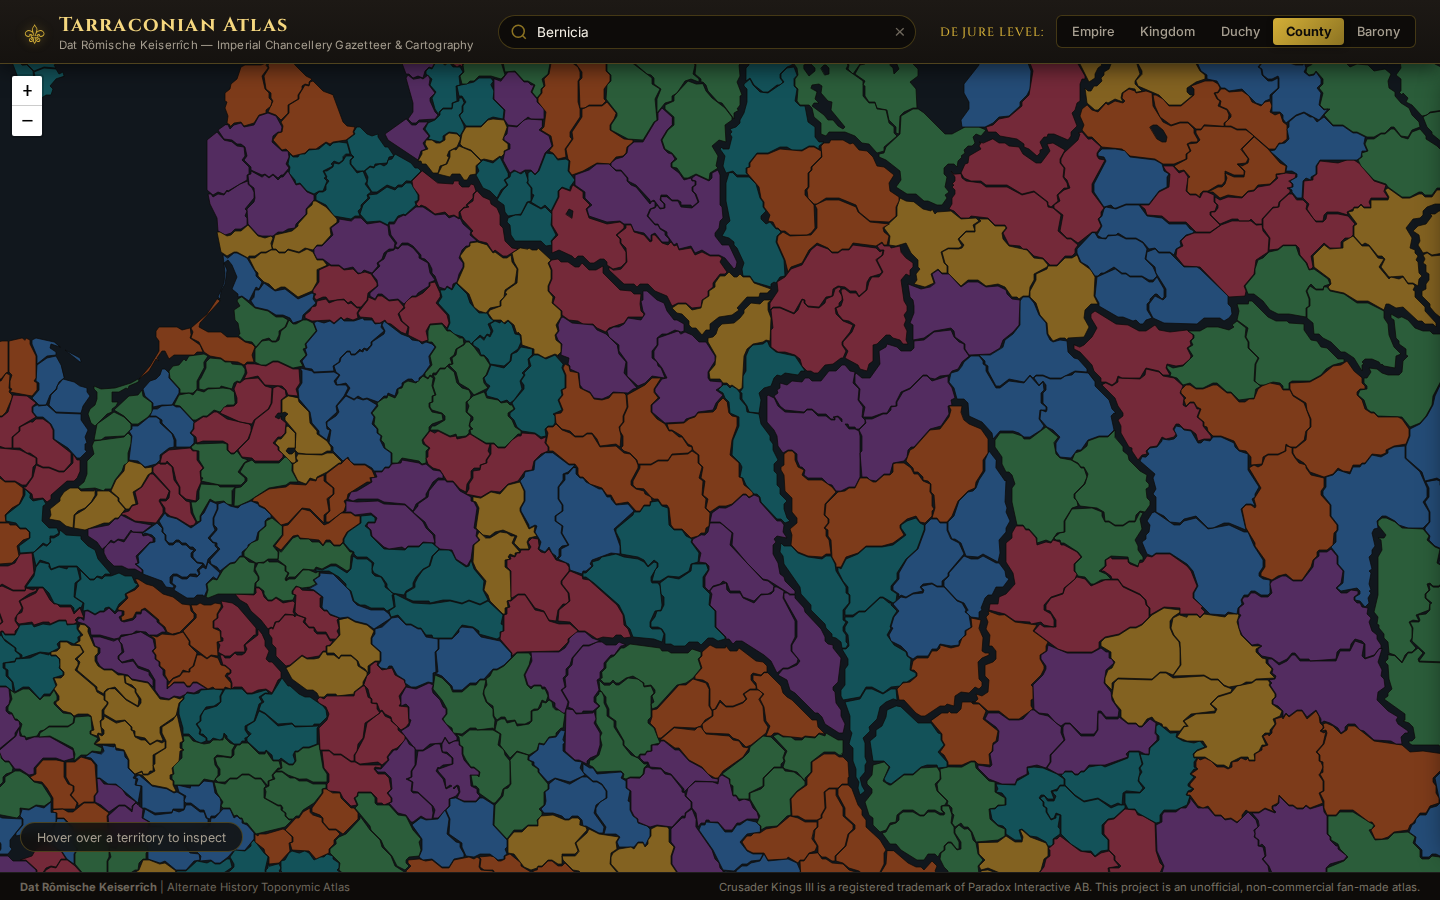 Tarraconian Atlas
Dat Römische Keiserrîch — Imperial Chancellery Gazetteer & Cartography
Bernicia
DE JURE LEVEL:
Empire
Kingdom
Duchy
County
Barony
+
−
Hover over a territory to inspect
Dat Römische Keiserrîch | Alternate History Toponymic Atlas
Crusader Kings III is a registered trademark of Paradox Interactive AB. This project is an unofficial, non-commercial fan-made atlas.